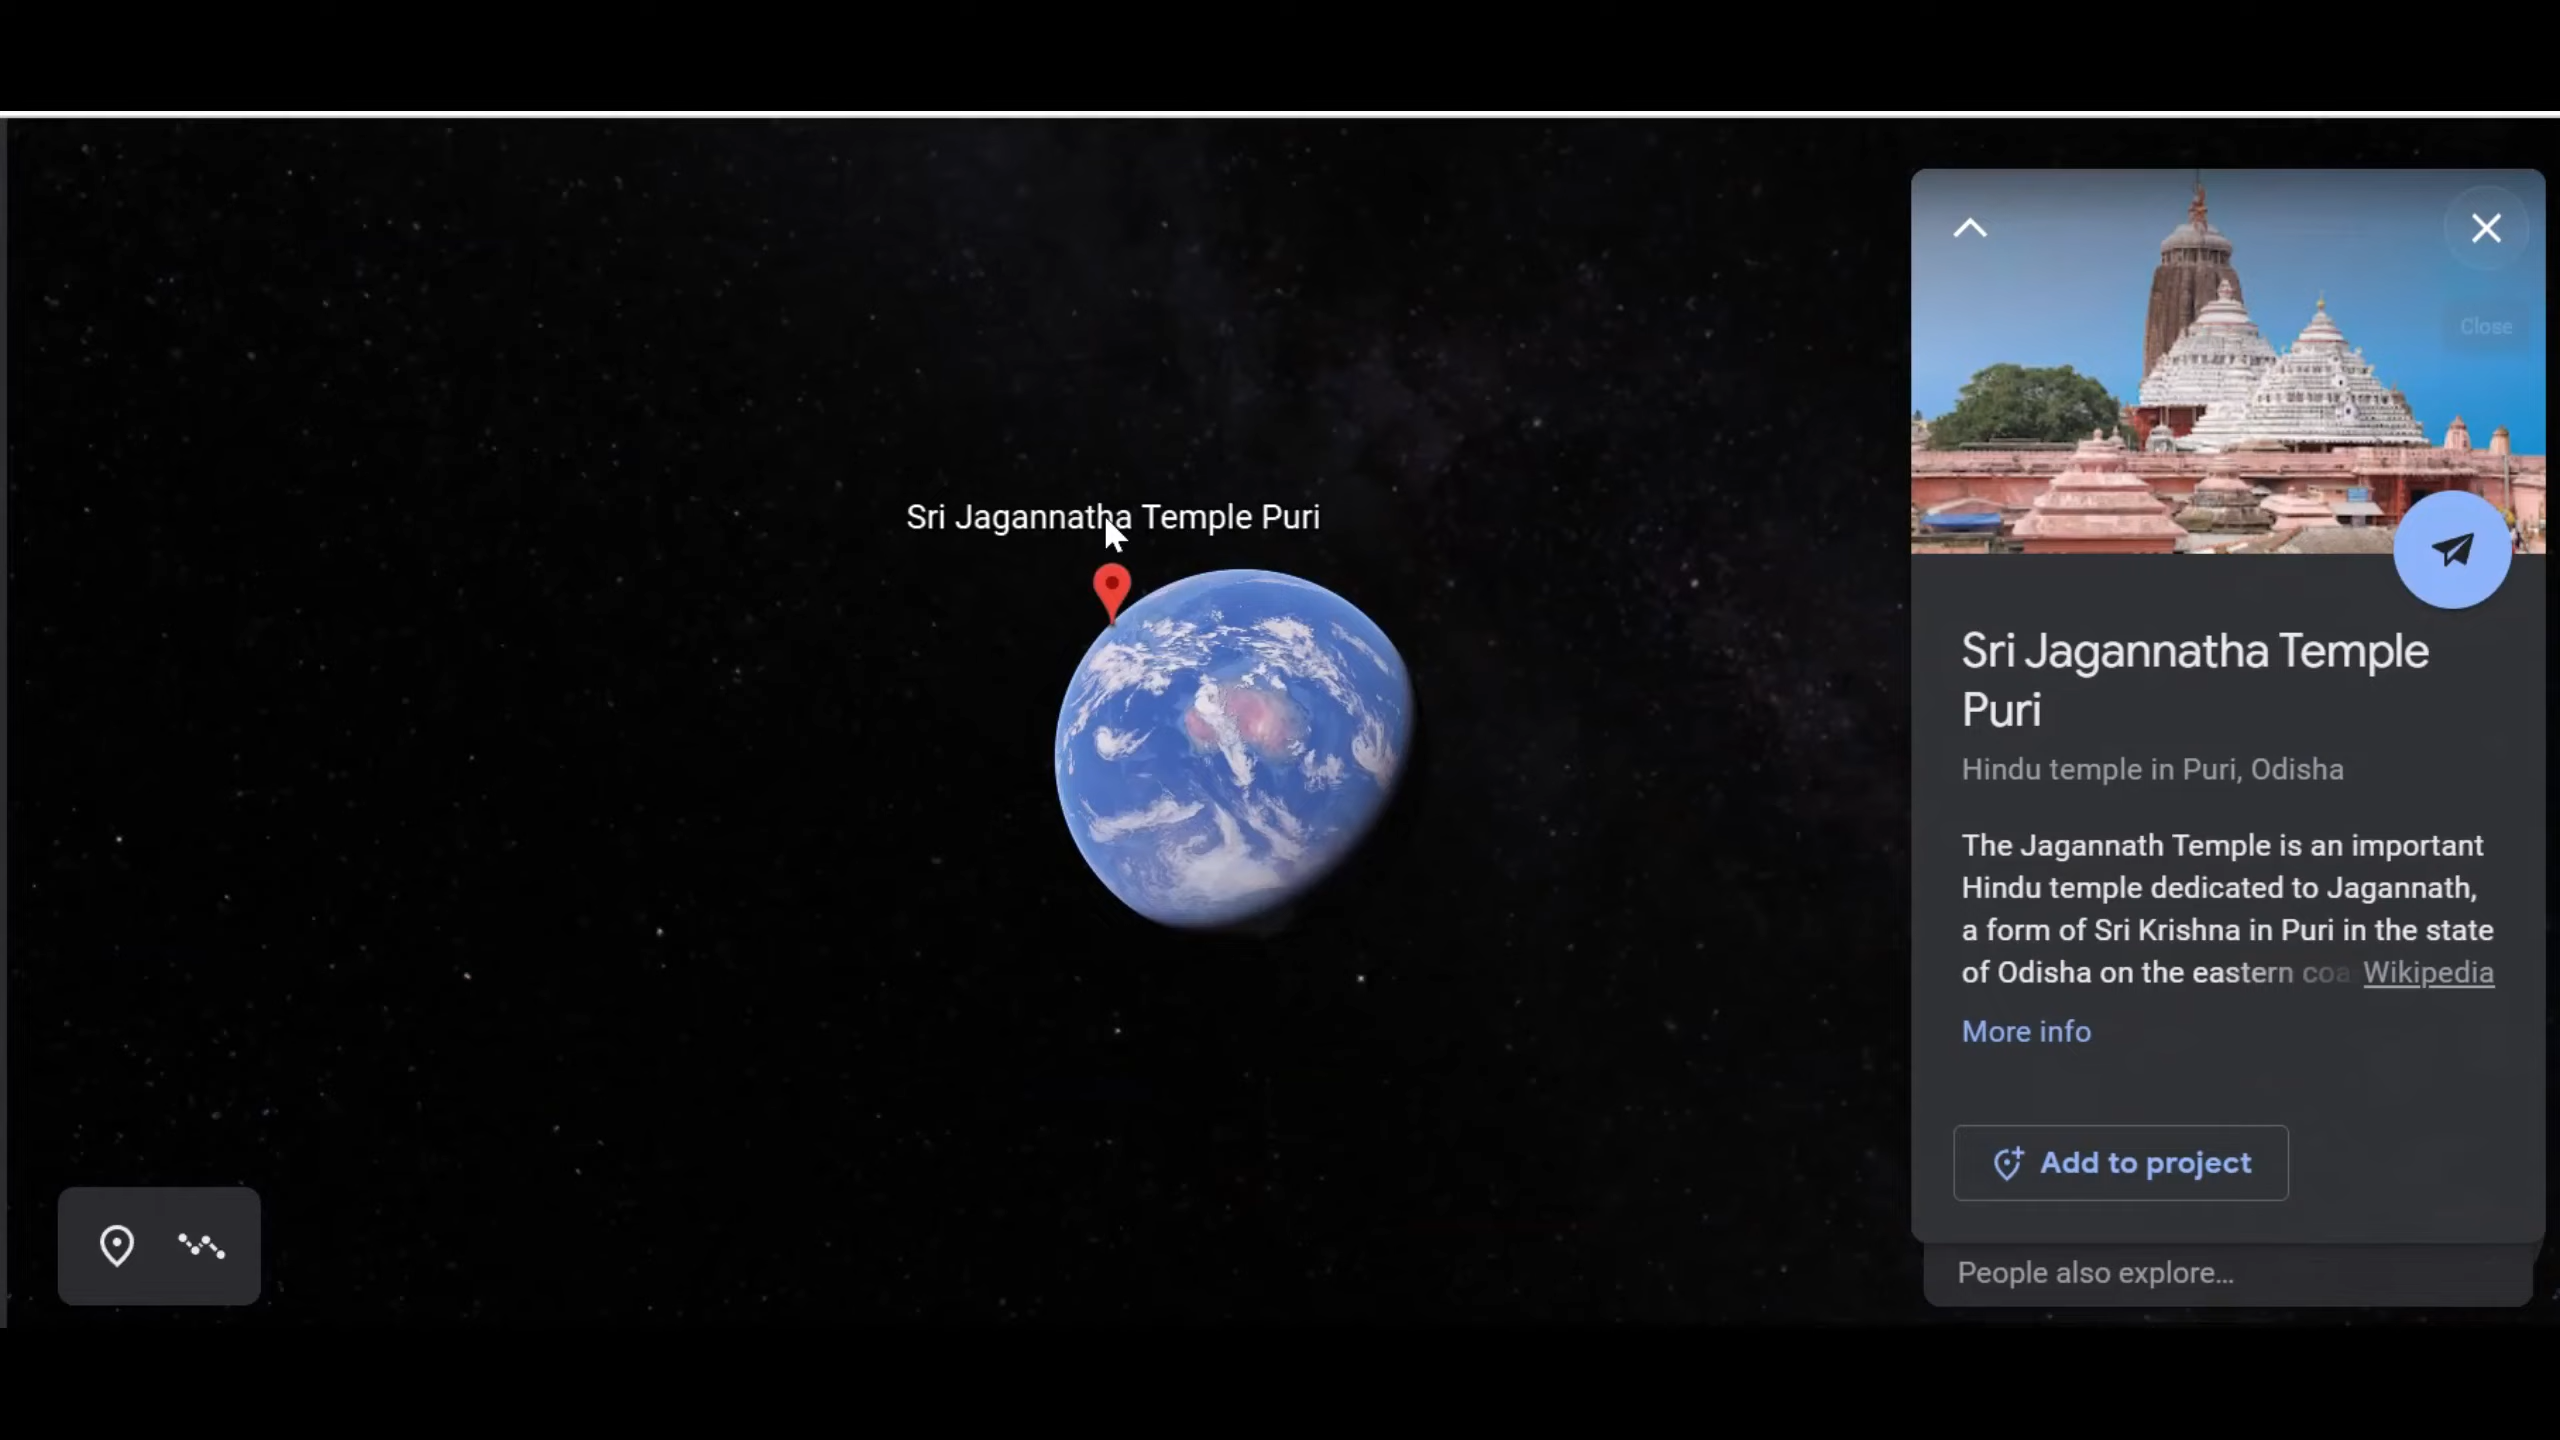 Sri Jagannatha Temple Puri
Close
Sri Jagannatha Temple
Puri
Hindu temple in Puri, Odisha
The Jagannath Temple is an important
Hindu temple dedicated to Jagannath,
a form of Sri Krishna in Puri in the state
of Odisha on the eastern coa Wikipedia
More info
Add to project
People also explore...